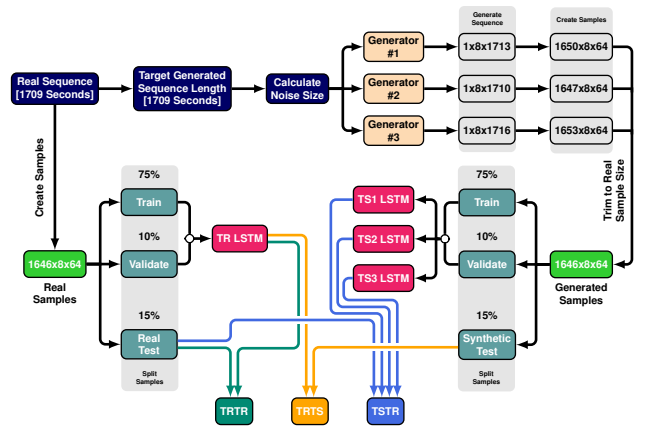 Generate
Sequence
Create Samples
Generator
#1
1x8x1713
1650x8x64
Real Sequence
[1709 Seconds]
Target Generated
Sequence Length
[1709 Seconds]
Calculate
Noise Size
Generator
#2
1x8x1710
1647x8x64
Generator
#3
1x8x1716
1653x8x64
Create Samples
Trim to Real
Sample Size
75%
Train
10%
Validate
15%
Real
Test
Split
Samples
1646x8x64
Real
Samples
TR LSTM
TS1 LSTM
TS2 LSTM
TS3 LSTM
75%
Train
10%
Validate
15%
Synthetic
Test
Split
Samples
1646x8x64
Generated
Samples
TRTR
TRTS
TSTR